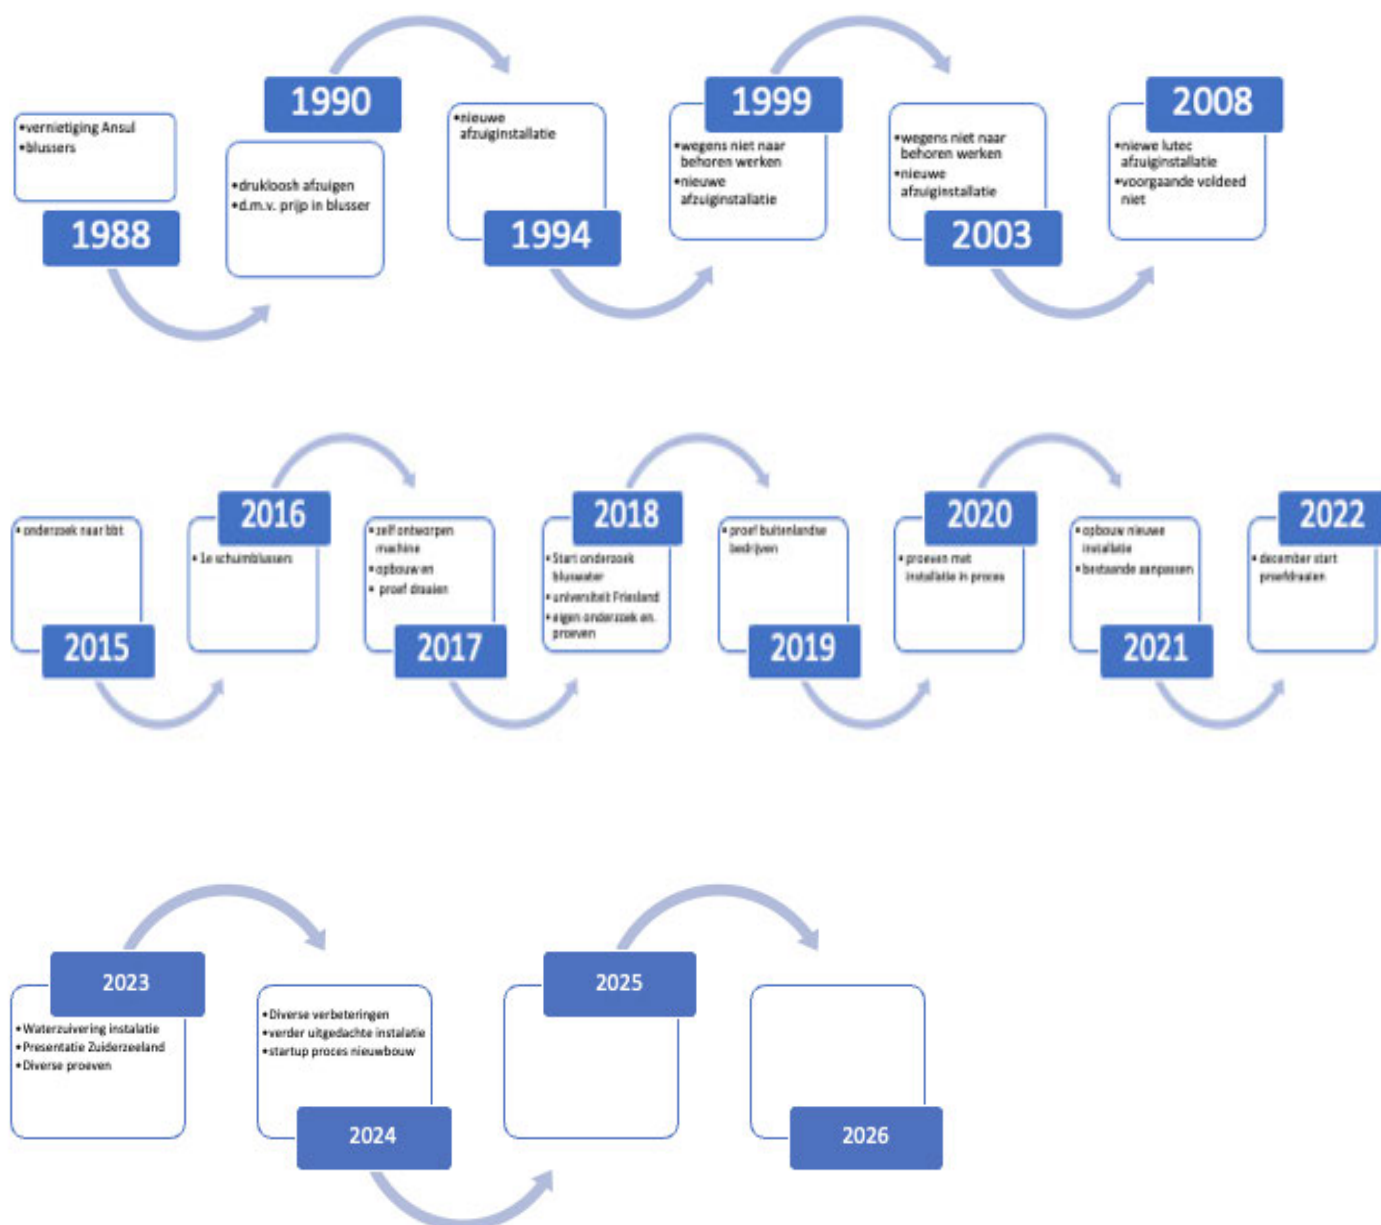 •vernietiging Ansul
•blussers
1988
1990
•drukloosh afzuigen
•d.m.v. prijp in blusser
•nieuwe
afzuiginstallatie
1994
1999
•wegens niet naar
behoren werken
•nieuwe
afzuiginstallatie
•wegens niet naar
behoren werken
•nieuwe
afzuiginstallatie
2003
2008
•niewe lutec
afzuiginstallatie
•voorgaande voldeed
niet
•onderzoek naar bbt
2015
2016
•1e schuimblussers
•zelf ontworpen
machine
•opbouw en
•proef draaien
2017
2018
•Start onderzoek
bluswater
•universiteit Friesland
•eigen onderzoek en.
proeven
•proef buitenlandse
bedrijven
2019
2020
•proeven met
installatie in proces
•opbouw nieuwe
installatie
•bestaande aanpassen
2021
2022
•december start
proefdraaien
2023
•Waterzuivering instalatie
•Presentatie Zuiderzeeland
•Diverse proeven
•Diverse verbeteringen
•verder uitgedachte instalatie
•startup proces nieuwbouw
2024
2025
2026